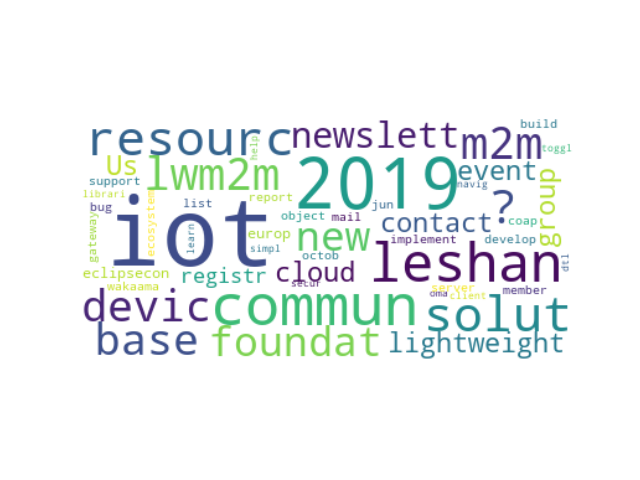 build
resourc newslett m2m toggl
help
Us lwm2m 2019 event group
support navig
librari list report ?
bug object mail jun contact coap
gateway iot new implement develop
ecosystem learn europ simpl octob leshan dtl
eclipsecon registr cloud
wakaama secur server member
devic commun oma client solut
base foundat lightweight